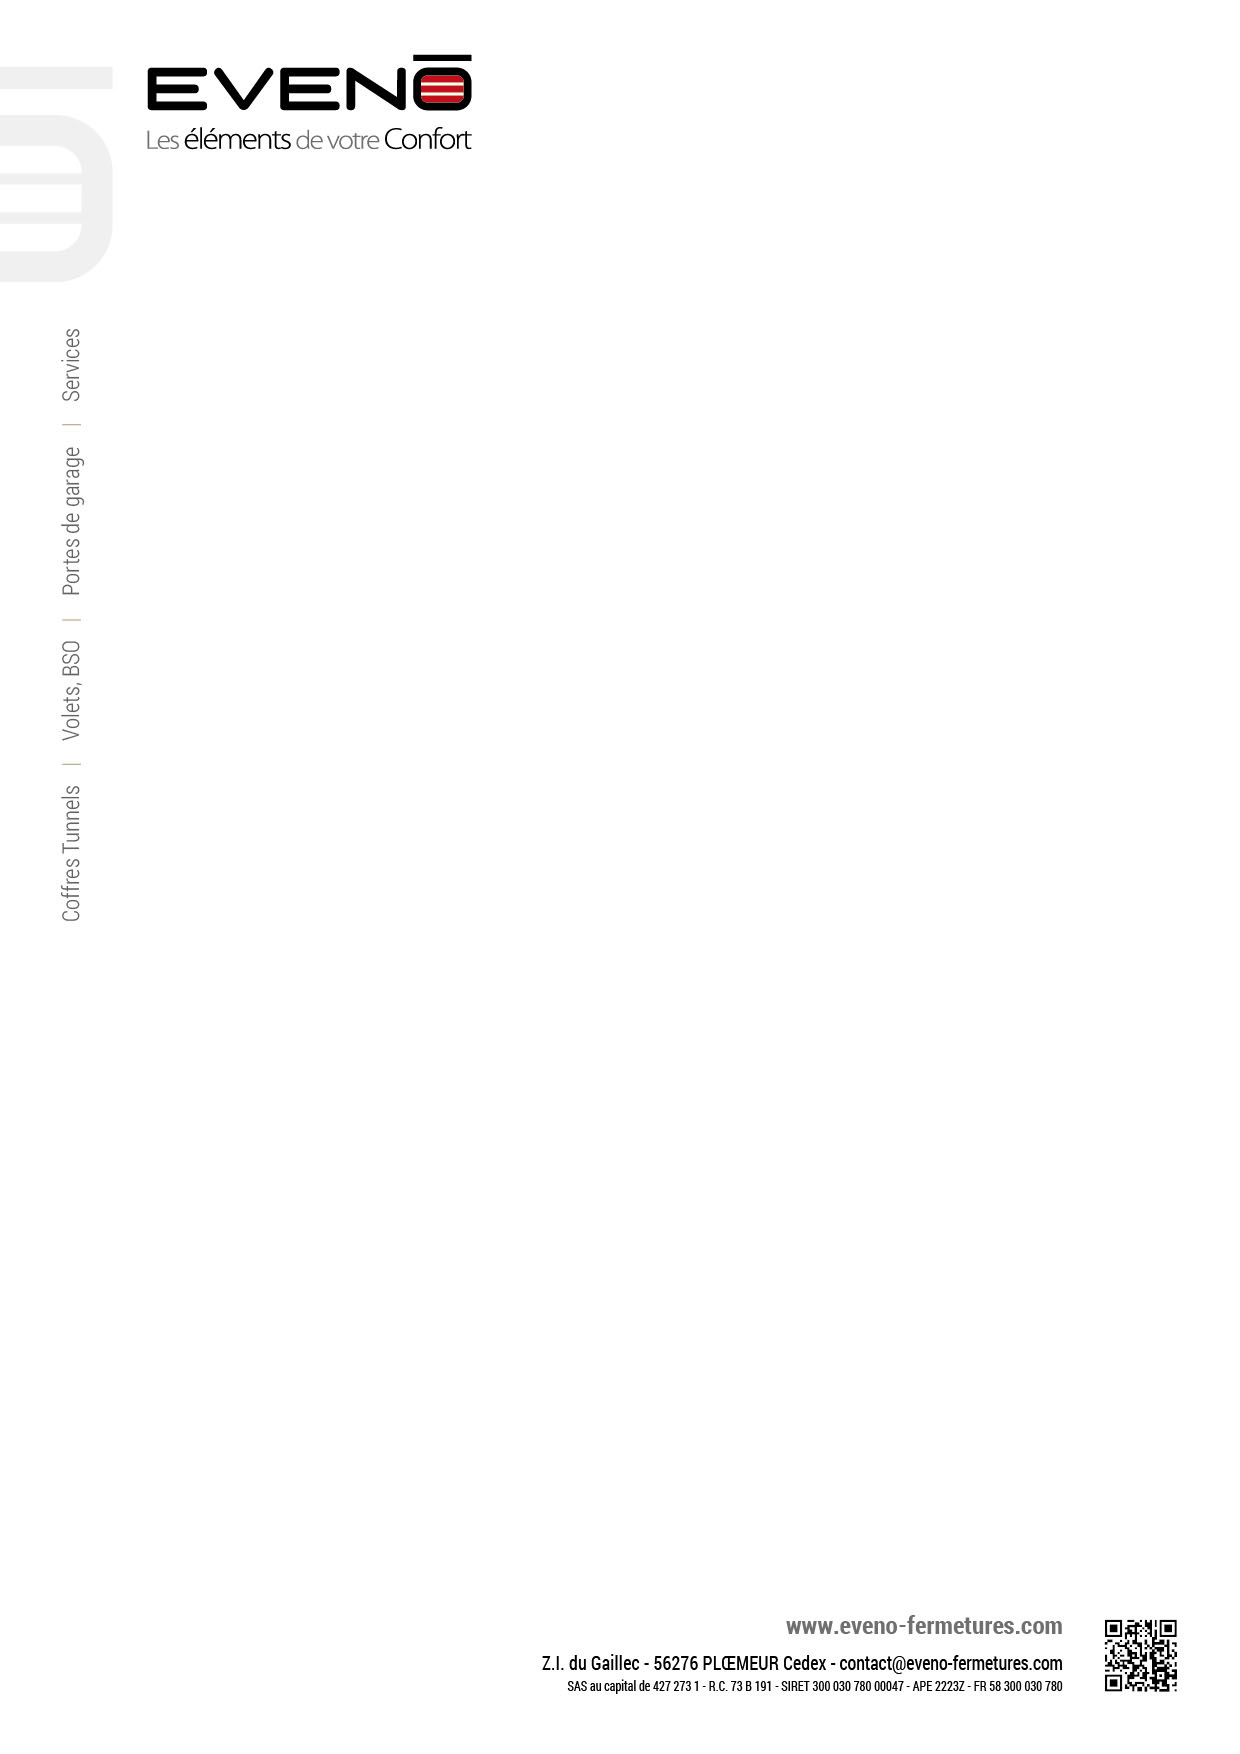 EVENO
Les éléments de votre Confort
Coffres Tunnels | Volets, BSO | Portes de garage | Services
www.eveno-fermetures.com
Z.I. du Gaillec - 56276 PLŒMEUR Cedex - contact@eveno-fermetures.com
SAS au capital de 427 273 1 - R.C. 73 B 191 - SIRET 300 030 780 00047 - APE 2223Z - FR 58 300 030 780